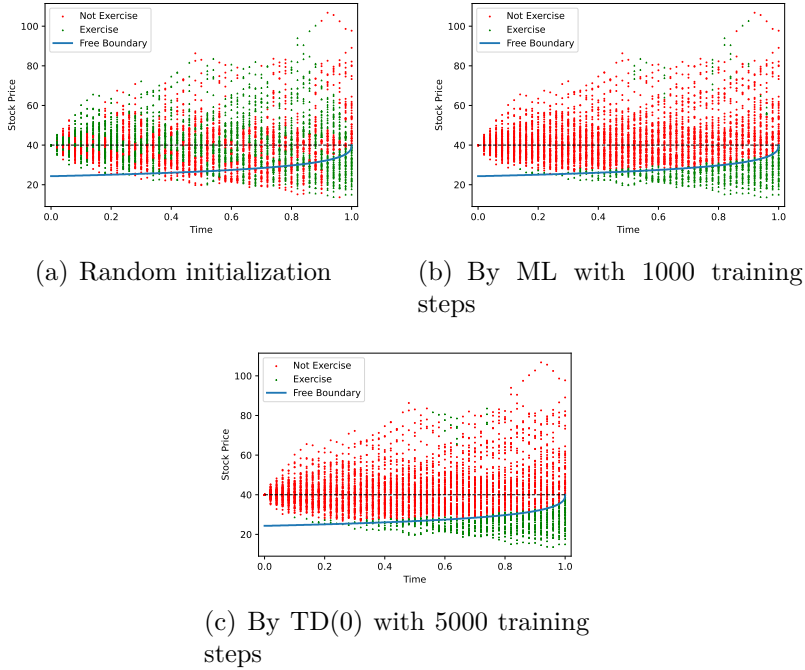 Not Exercise
Exercise
Free Boundary
100
80
60
40
20
Stock Price
0.0 0.2 0.4 0.6 0.8 1.0
Time
(a) Random initialization
Not Exercise
Exercise
Free Boundary
100
80
60
40
20
Stock Price
0.0 0.2 0.4 0.6 0.8 1.0
Time
(b) By ML with 1000 training
steps
Not Exercise
Exercise
Free Boundary
100
80
60
40
20
Stock Price
0.0 0.2 0.4 0.6 0.8 1.0
Time
(c) By TD(0) with 5000 training
steps